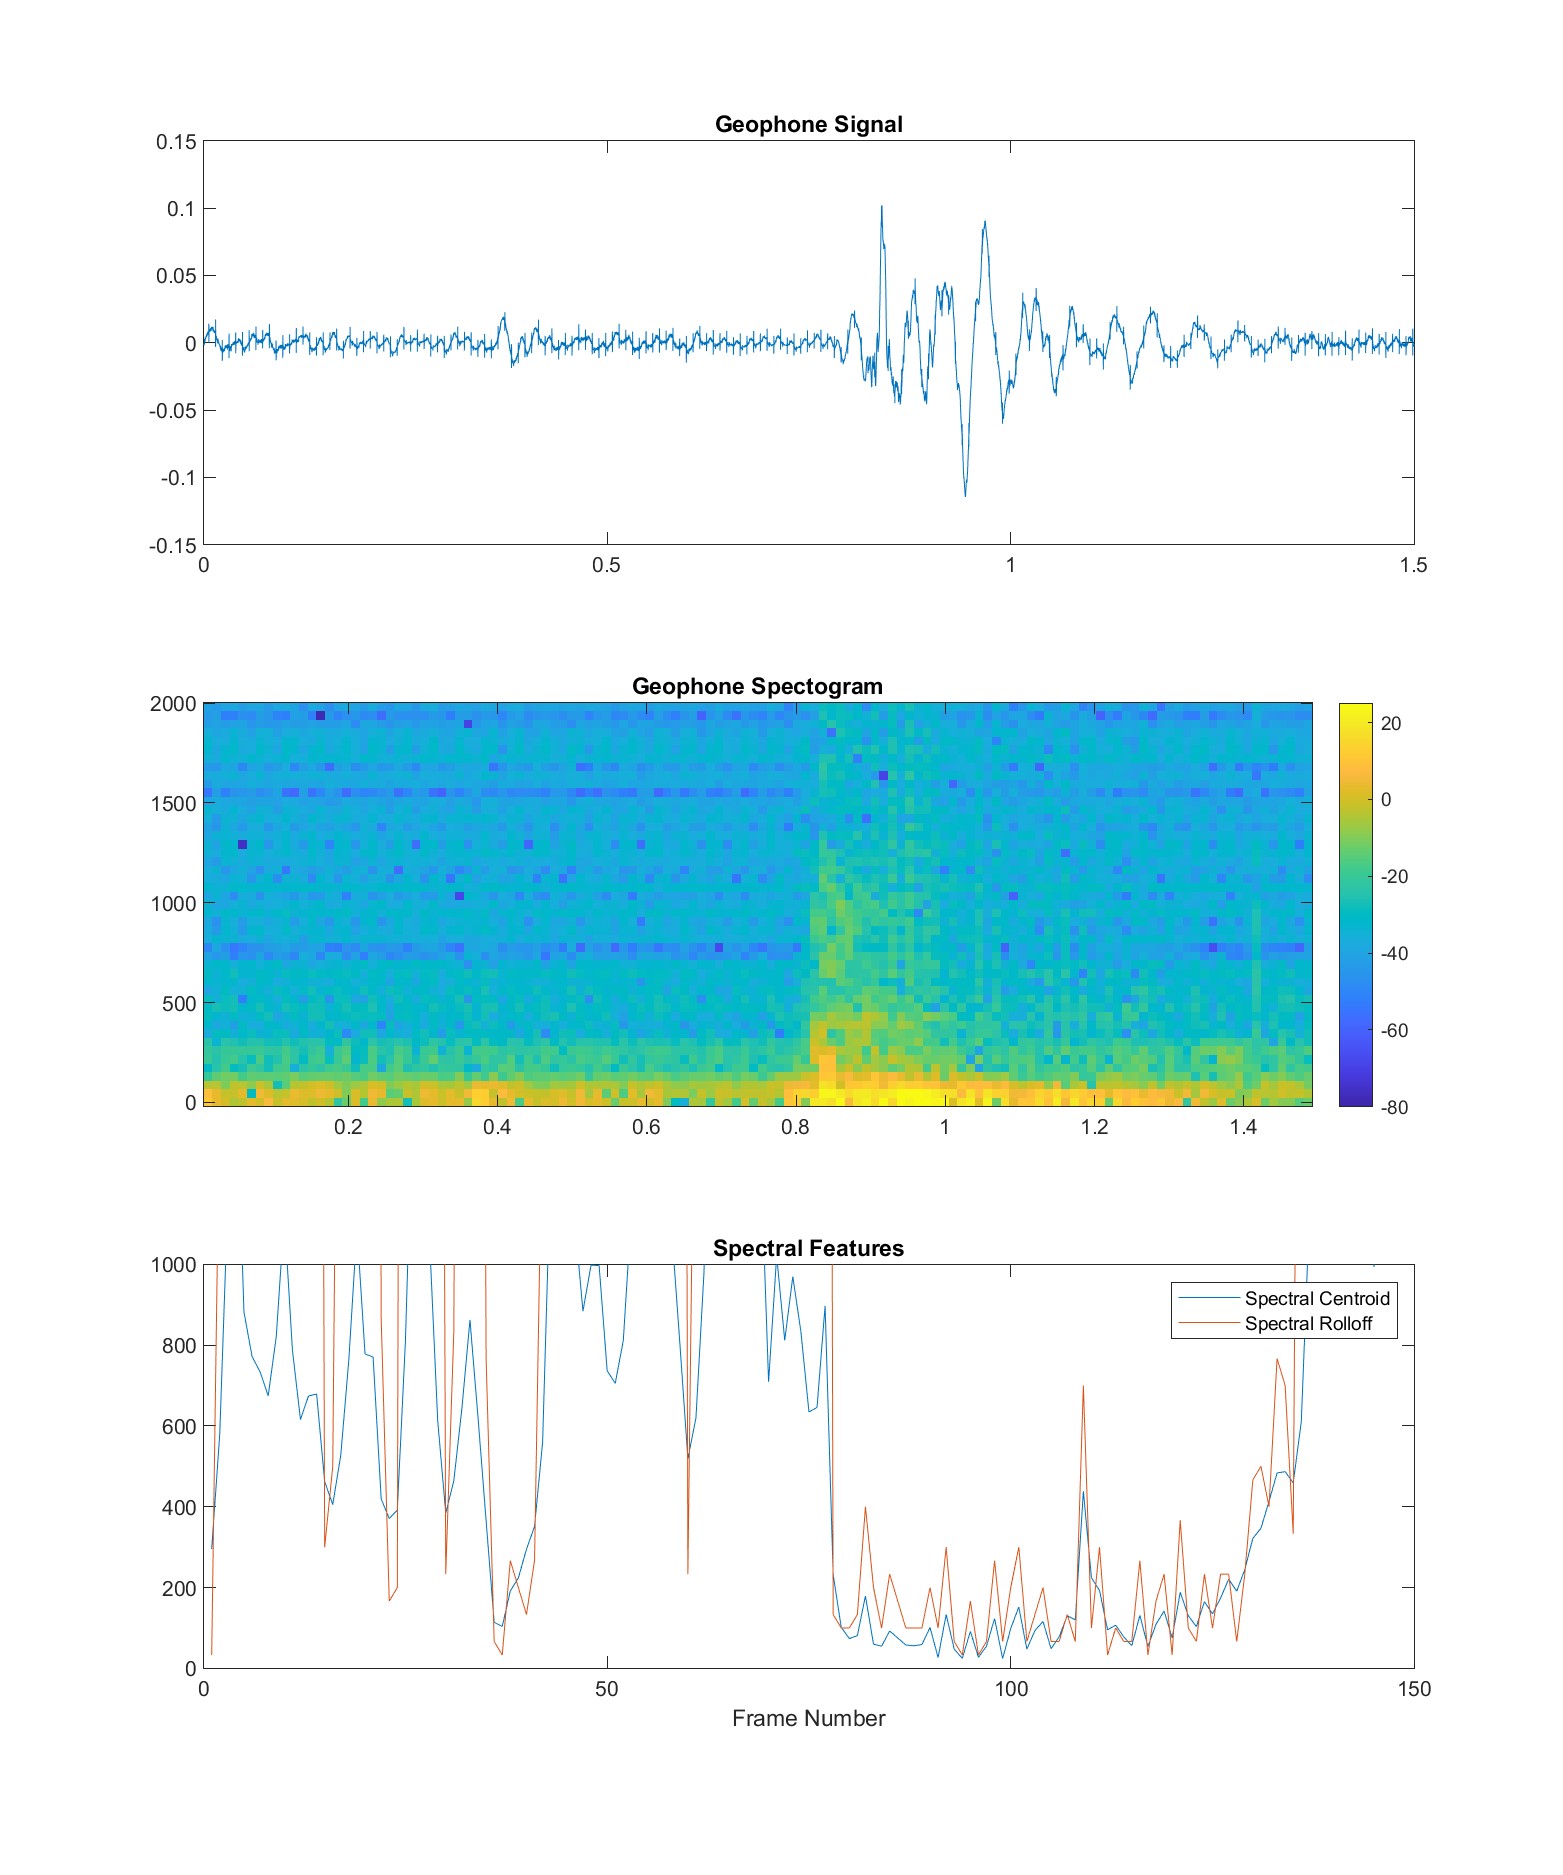 Geophone Signal
0.15
0.1
0.05
0
-0.05
-0.1
-0.15
0 0.5 1 1.5
Geophone Spectogram
2000
1500
1000
500
0
20
0
-20
-40
-60
-80
0.2 0.4 0.6 0.8 1 1.2 1.4
Spectral Features
1000
800
600
400
200
0
Spectral Centroid
Spectral Rolloff
0 50 100 150
Frame Number